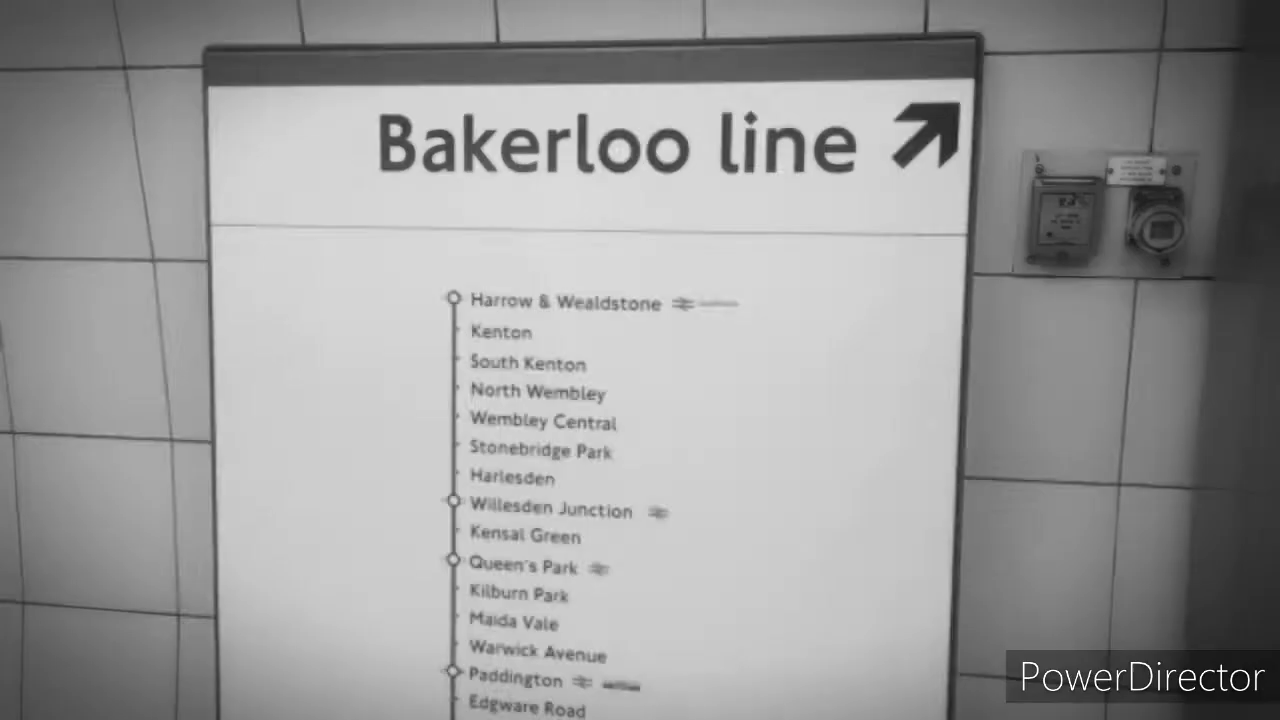 Bakerloo line
Harrow & Wealdstone
Kenton
South Kenton
North Wembley
Wembley Central
Stonebridge Park
Harlesden
Willesden Junction
Kensal Green
Queen's Park
Kilburn Park
Maida Vale
Warwick Avenue
Paddington
Edgware Road
PowerDirector